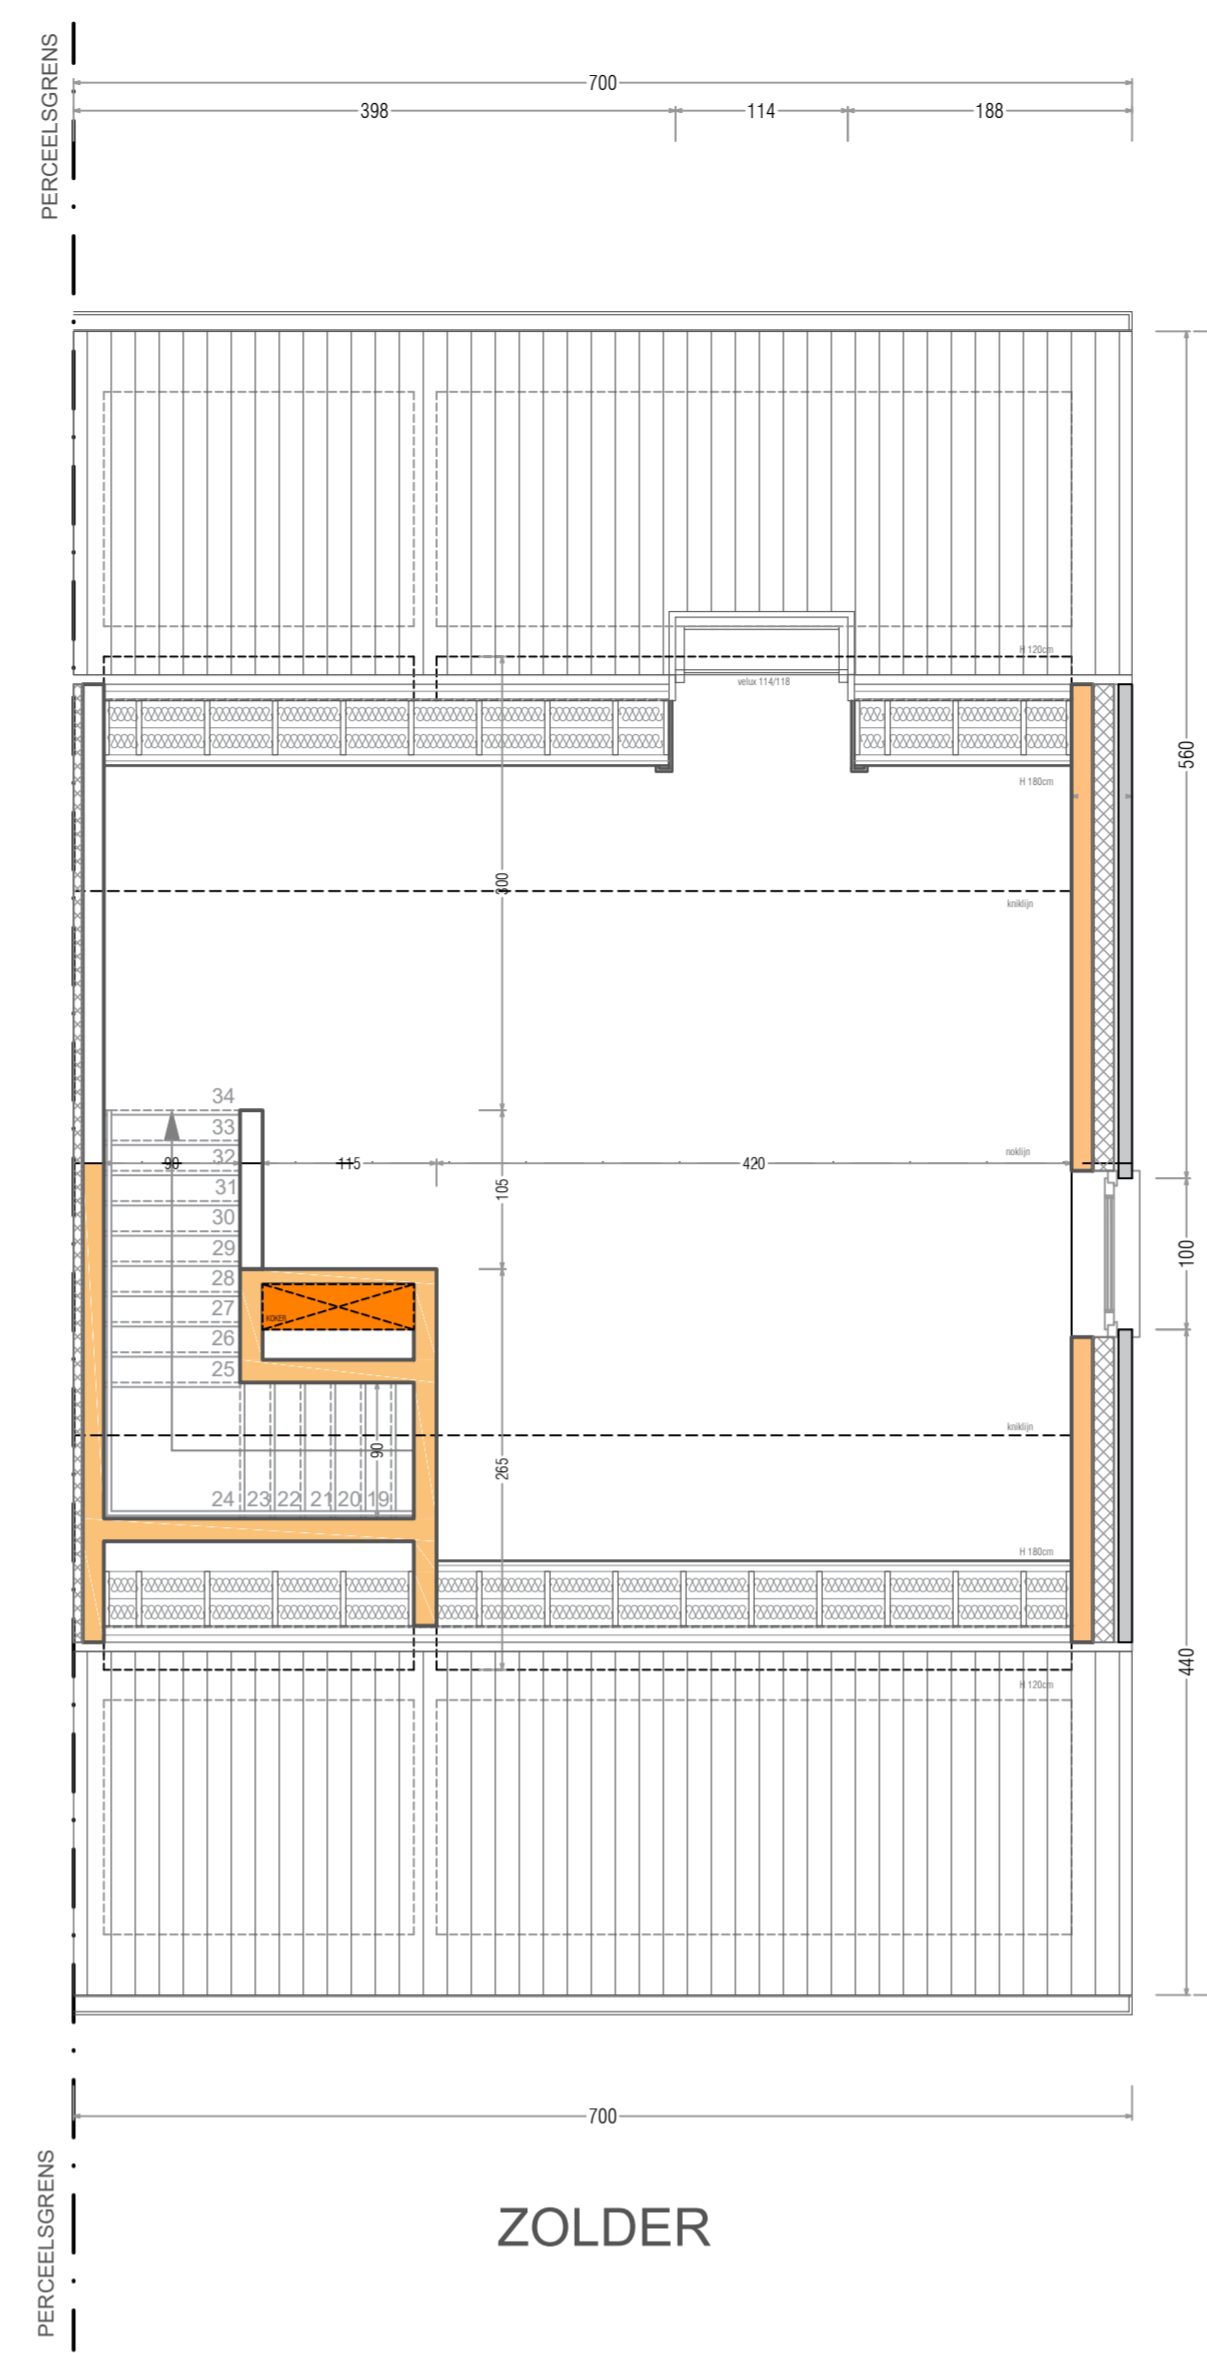 PERCEELSGRENS
700
398 114 188
H 120cm
velux 114/118
560
H 180cm
300
kniklijn
34
33
noklijn
32
90 115 420
31
105
30
29
100
28
27
KOKER
26
25
kniklijn
90
265
24 23 22 21 20 19
H 180cm
440
H 120cm
700
PERCEELSGRENS
ZOLDER